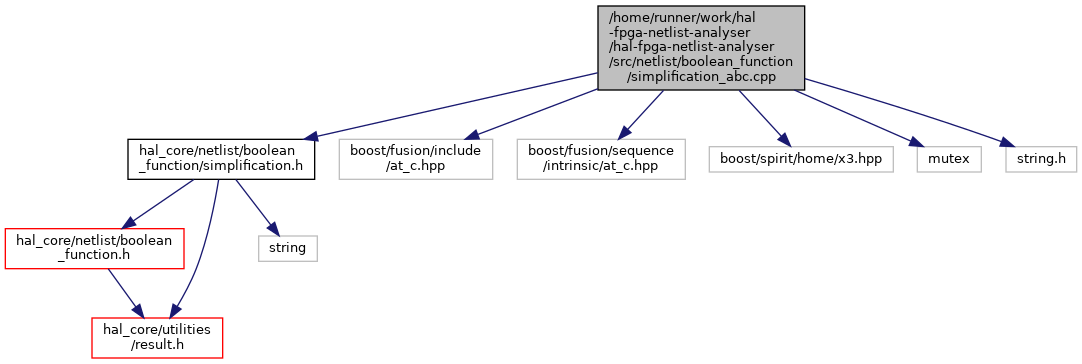 /home/runner/work/hal
-fpga-netlist-analyser
/hal-fpga-netlist-analyser
/src/netlist/boolean_function
/simplification_abc.cpp
hal_core/netlist/boolean
_function/simplification.h
boost/fusion/include
/at_c.hpp
boost/fusion/sequence
/intrinsic/at_c.hpp
boost/spirit/home/x3.hpp
mutex
string.h
hal_core/netlist/boolean
_function.h
string
hal_core/utilities
/result.h